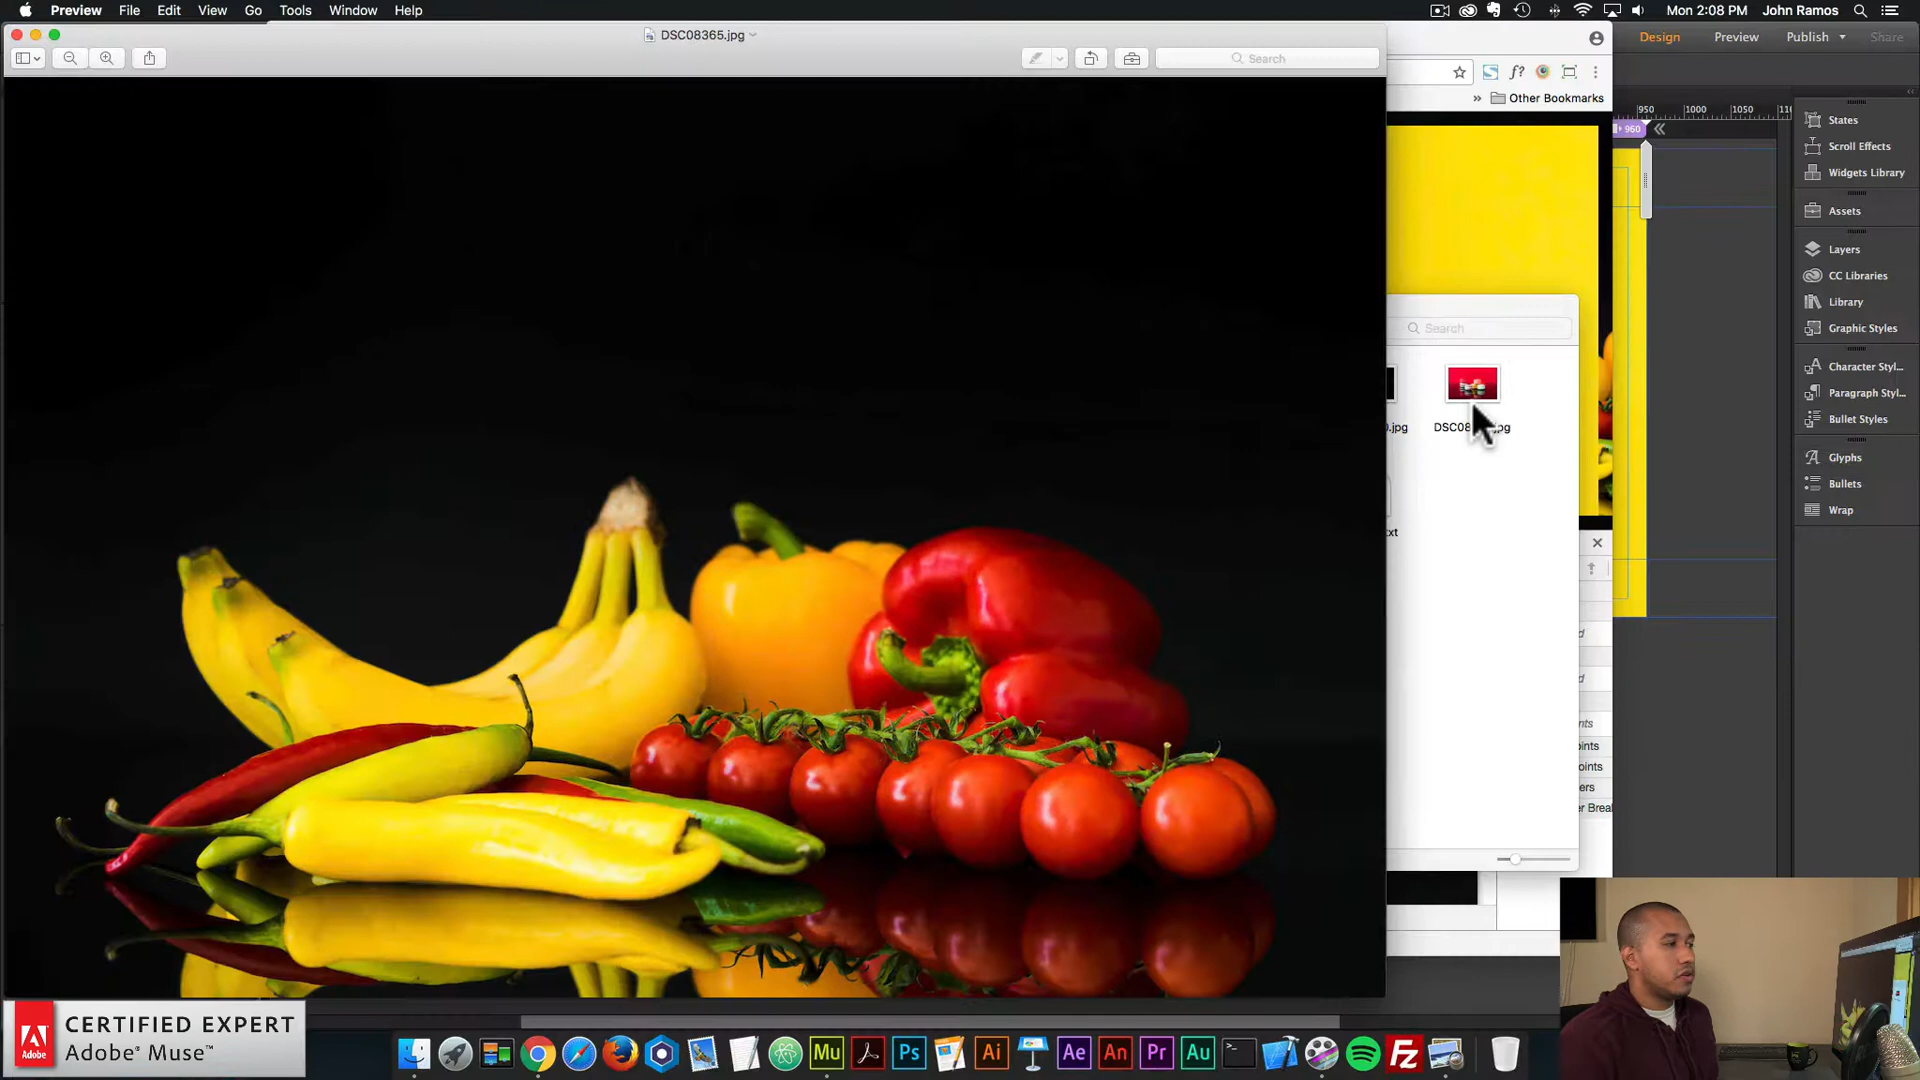 Preview File Edit View Go Tools Window Help
Mon 2:08 PM John Ramos
DSC08365.jpg
Search
Design Preview Publish Share
Other Bookmarks
f?
950 1000 1050
960
States
Scroll Effects
Widgets Library
Assets
Layers
CC Libraries
Library
Graphic Styles
Character Styl...
Paragraph Styl...
Bullet Styles
Glyphs
Bullets
Wrap
Search
.jpg
CERTIFIED EXPERT
Adobe® Muse™
Adobe
Mu Ps Ai Ae An Pr Au Fz